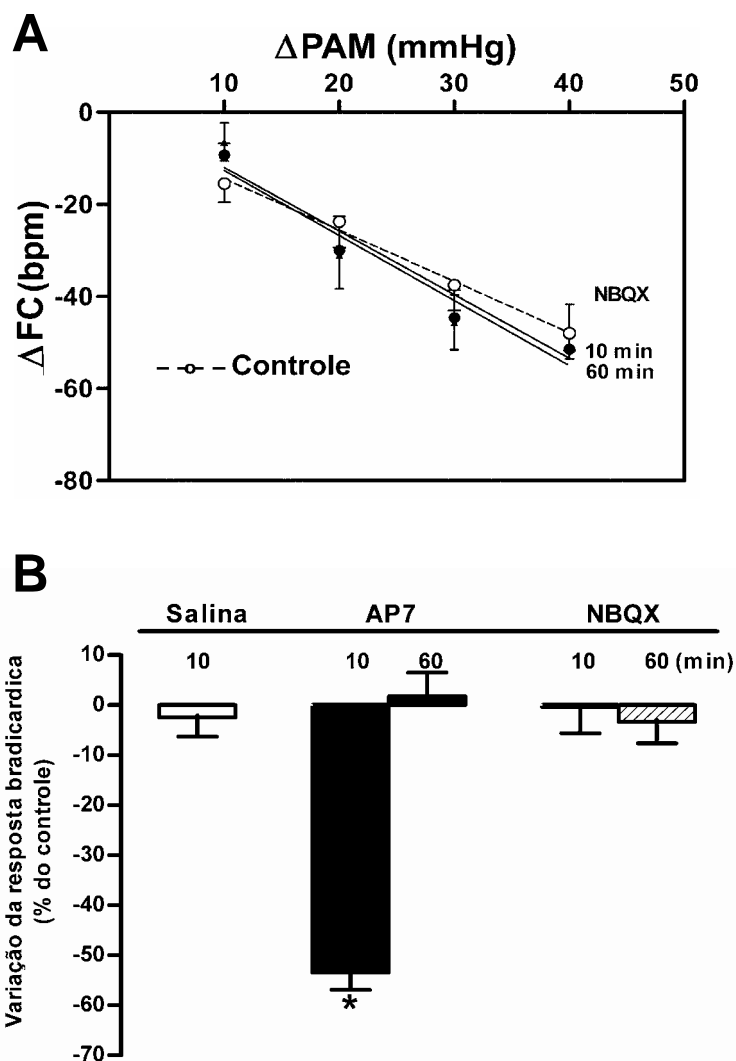 A
ΔPAM (mmHg)
10 20 30 40 50
0
-20
-40
-60
-80
ΔFC(bpm)
NBQX
10 min
60 min
Controle
B
Salina AP7 NBQX
10 10 60 10 60 (min)
10
0
-10
-20
-30
-40
-50
-60
-70
Variação da resposta bradicardica
(% do controle)
*